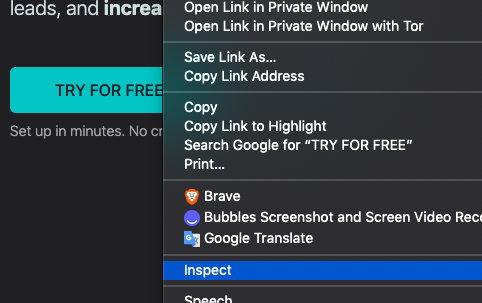 leads, and increa
Open Link in Private Window
Open Link in Private Window with Tor
Save Link As...
Copy Link Address
TRY FOR FREE
Copy
Copy Link to Highlight
Set up in minutes. No cr
Search Google for “TRY FOR FREE”
Print...
Brave
Bubbles Screenshot and Screen Video Reco
Google Translate
Inspect
Speech